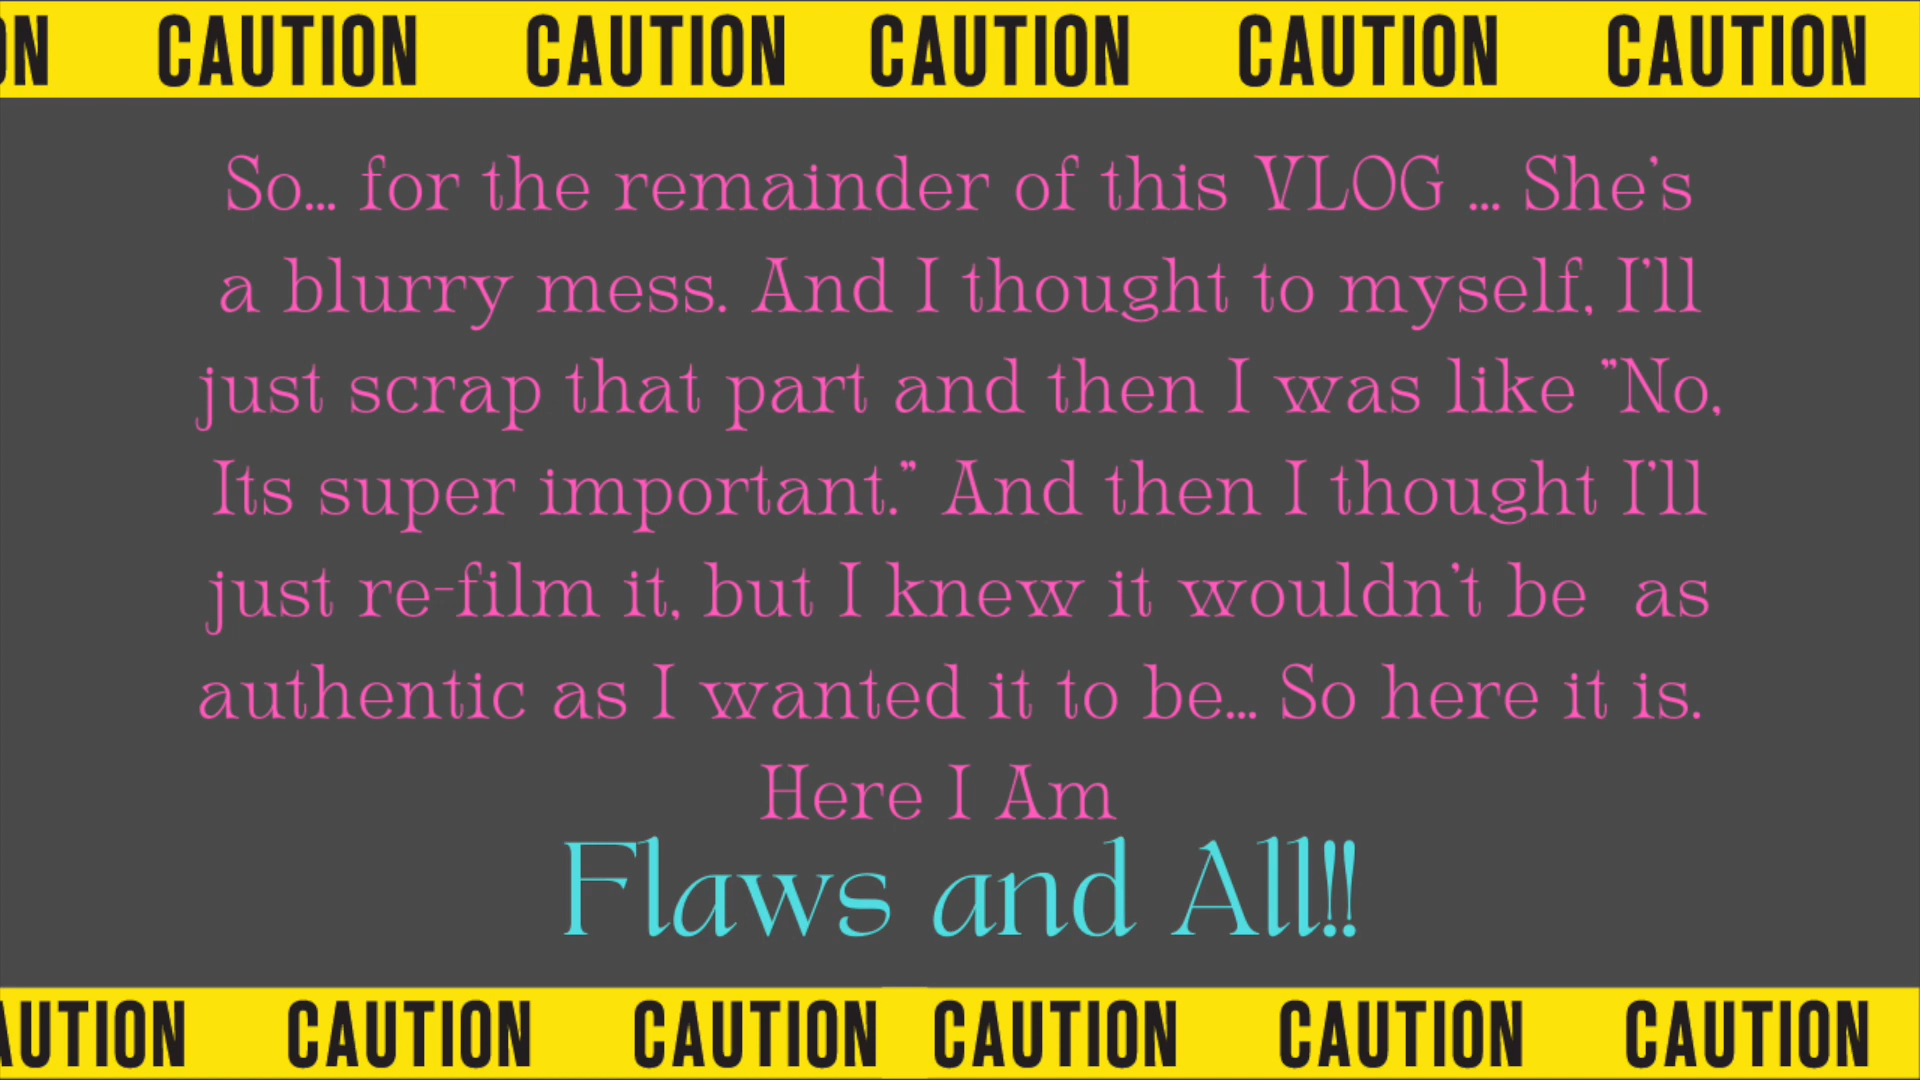 ON CAUTION CAUTION CAUTION CAUTION CAUTION
So... for the remainder of this VLOG ... She's
a blurry mess. And I thought to myself, I'll
just scrap that part and then I was like "No,
Its super important." And then I thought I'll
just re-film it, but I knew it wouldn't be as
authentic as I wanted it to be... So here it is.
Here I Am
Flaws and All!!
AUTION CAUTION CAUTION CAUTION CAUTION CAUTION